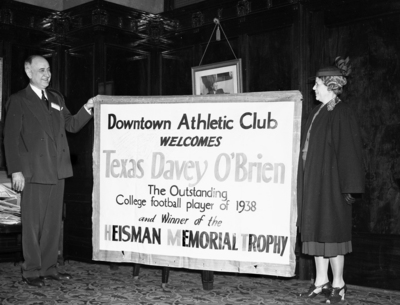 Downtown Athletic Club
WELCOMES
Texas Davey O'Brien
The Outstanding
College football player of 1938
and Winner of the
HEISMAN MEMORIAL TROPHY